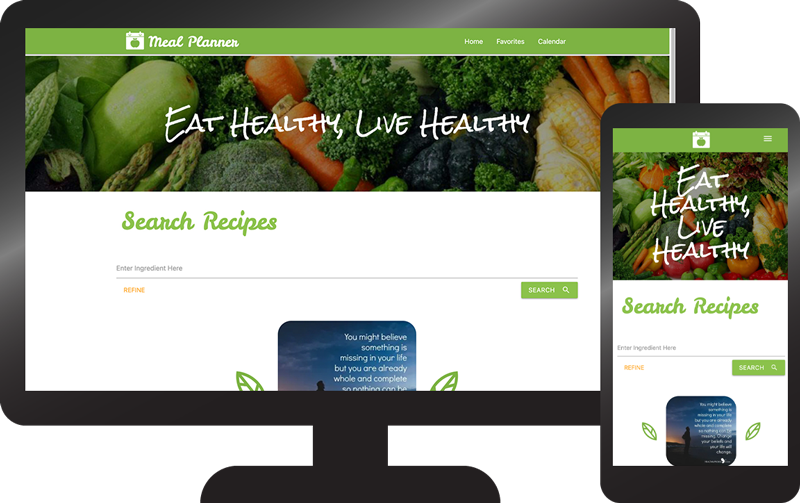 Meal Planner
Home Favorites Calendar
Eat Healthy, Live Healthy
Search Recipes
Enter Ingredient Here
REFINE
SEARCH
You might believe
something is
missing in your life
but you are already
whole and complete
so nothing can be
Eat
Healthy,
Live
Healthy
Search Recipes
Enter Ingredient Here
REFINE
SEARCH
You might believe
something is
missing in your life
but you are already
whole and complete
so nothing can be
missing. Change
your beliefs and
your life will
change.